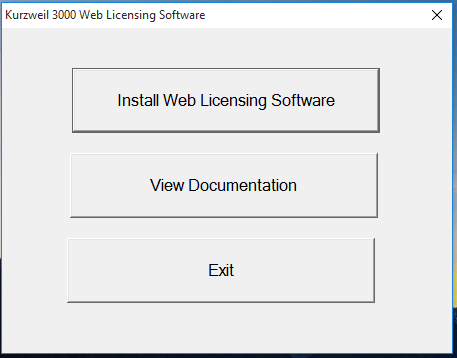 Kurzweil 3000 Web Licensing Software
Install Web Licensing Software
View Documentation
Exit